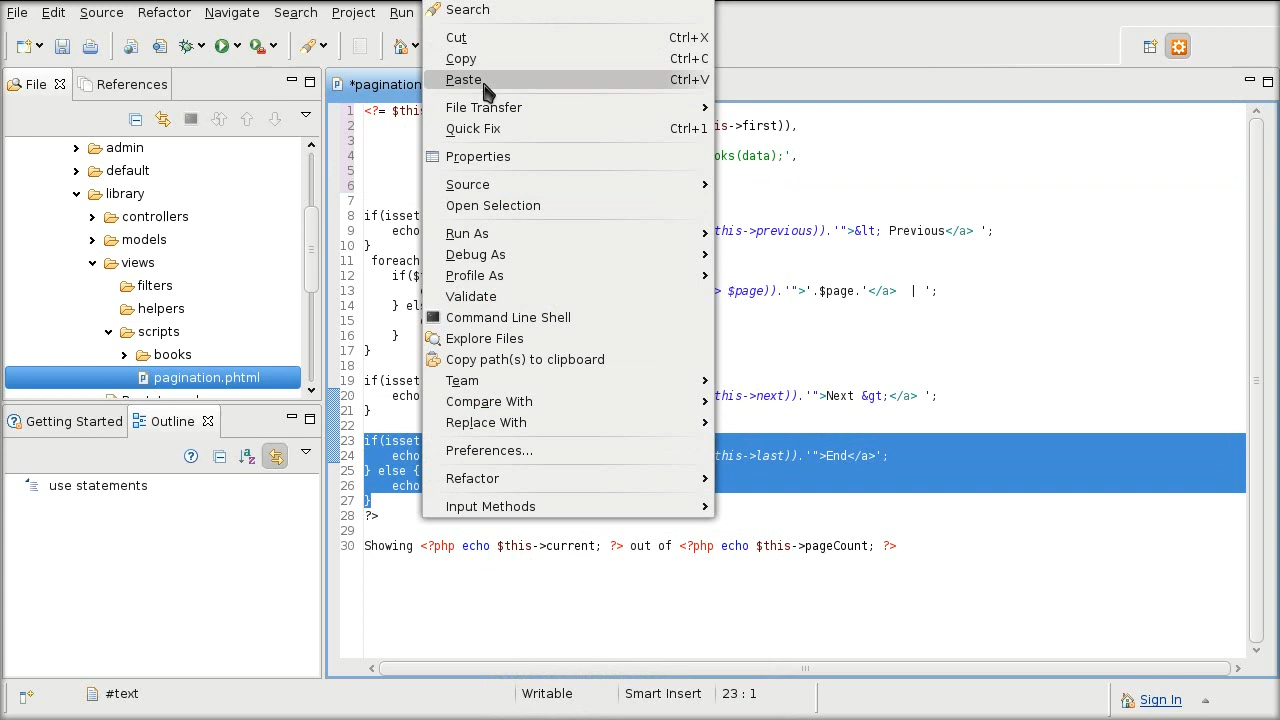 File Edit Source Refactor Navigate Search Project Run
Search
Cut Ctrl+X
Copy Ctrl+C
Paste Ctrl+V
File Transfer
Quick Fix Ctrl+1
Properties
Source
Open Selection
Run As
Debug As
Profile As
Validate
Command Line Shell
Explore Files
Copy path(s) to clipboard
Team
Compare With
Replace With
Preferences...
Refactor
Input Methods
File References
admin
default
library
controllers
models
views
filters
helpers
scripts
books
pagination.phtml
Getting Started Outline
use statements
*pagination
1 <?= $this
2 is->first)),
3
4 oks(data);',
5
6
7
8 if(isset
9 echo this->previous)).'">&lt; Previous</a> ';
10 }
11 foreach
12 if($
13 > $page)).'">'.$page.'</a> | ';
14 } els
15
16 }
17 }
18
19 if(isset
20 echo this->next)).'">Next &gt;</a> ';
21 }
22
23 if(isset
24 echo this->last)).'">End</a>';
25 } else {
26 echo
27 }
28 ?>
29
30 Showing <?php echo $this->current; ?> out of <?php echo $this->pageCount; ?>
#text Writable Smart Insert 23 : 1 Sign In